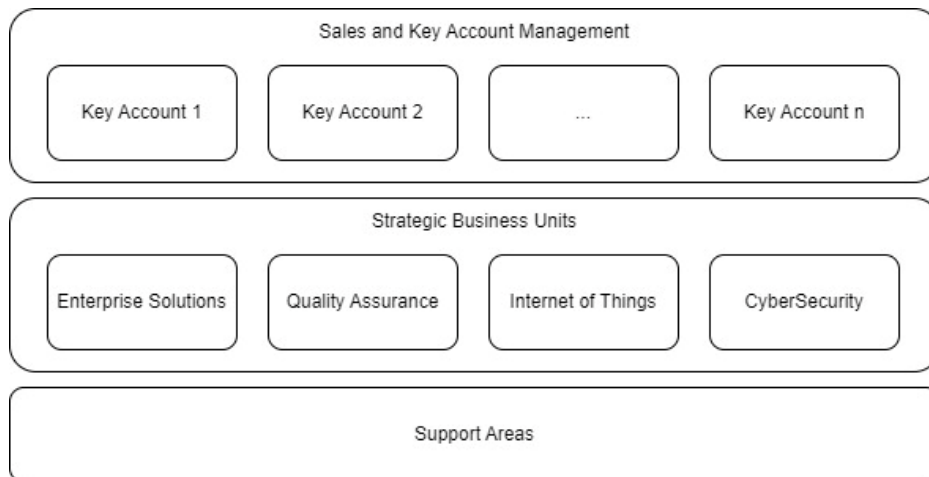 Sales and Key Account Management
Key Account 1
Key Account 2
...
Key Account n
Strategic Business Units
Enterprise Solutions
Quality Assurance
Internet of Things
CyberSecurity
Support Areas